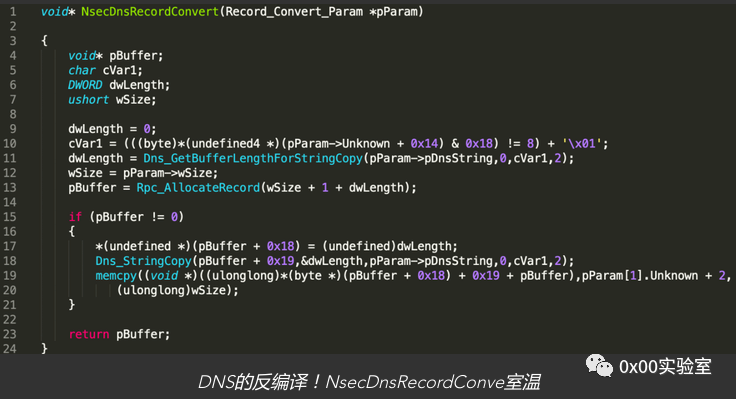 1 void* NsecDnsRecordConvert(Record_Convert_Param *pParam)
2
3 {
4 void* pBuffer;
5 char cVar1;
6 DWORD dwLength;
7 ushort wSize;
8
9 dwLength = 0;
10 cVar1 = (((byte)*(undefined4 *)(pParam->Unknown + 0x14) & 0x18) != 8) + '\x01';
11 dwLength = Dns_GetBufferLengthForStringCopy(pParam->pDnsString,0,cVar1,2);
12 wSize = pParam->wSize;
13 pBuffer = Rpc_AllocateRecord(wSize + 1 + dwLength);
14
15 if (pBuffer != 0)
16 {
17 *(undefined *)(pBuffer + 0x18) = (undefined)dwLength;
18 Dns_StringCopy(pBuffer + 0x19,&dwLength,pParam->pDnsString,0,cVar1,2);
19 memcpy((void *)((ulonglong)*(byte *)(pBuffer + 0x18) + 0x19 + pBuffer),pParam[1].Unknown + 2,
20 (ulonglong)wSize);
21 }
22
23 return pBuffer;
24 }
0x00实验室
DNS的反编译！NsecDnsRecordConve室温